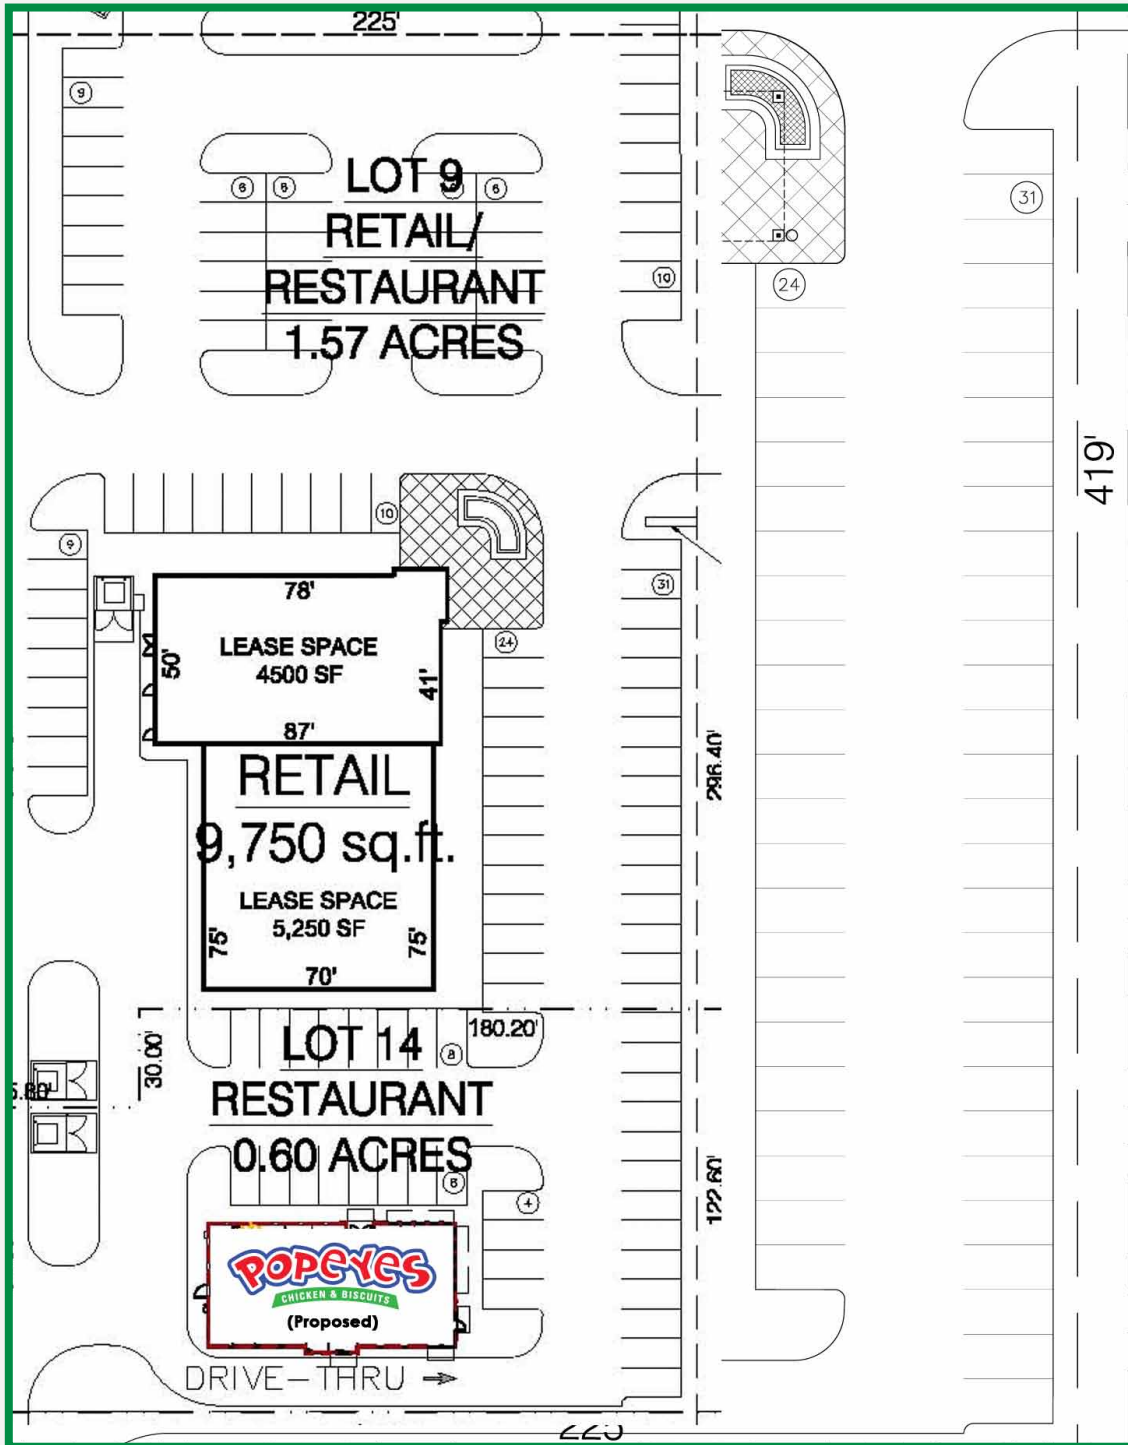 225'
9
LOT 9
6
6
6
RETAIL/
RESTAURANT
1.57 ACRES
10
31
24
419'
10
9
78'
LEASE SPACE
4500 SF
50'
41'
87'
24
31
RETAIL
9,750 sq.ft.
296.40'
LEASE SPACE
5,250 SF
75'
75'
70'
30.00'
180.20'
LOT 14
8
RESTAURANT
0.60 ACRES
122.60'
4
POPEYES
CHICKEN & BISCUITS
(Proposed)
DRIVE-THRU